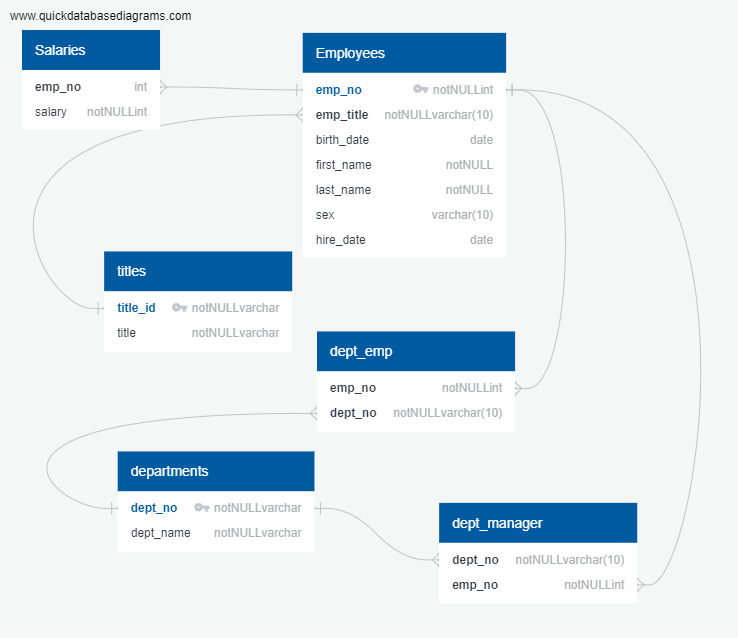 www.quickdatabasediagrams.com
Salaries
emp_no int
salary notNULLint
Employees
emp_no notNULLint
emp_title notNULLvarchar(10)
birth_date date
first_name notNULL
last_name notNULL
sex varchar(10)
hire_date date
titles
title_id notNULLvarchar
title notNULLvarchar
dept_emp
emp_no notNULLint
dept_no notNULLvarchar(10)
departments
dept_no notNULLvarchar
dept_name notNULLvarchar
dept_manager
dept_no notNULLvarchar(10)
emp_no notNULLint